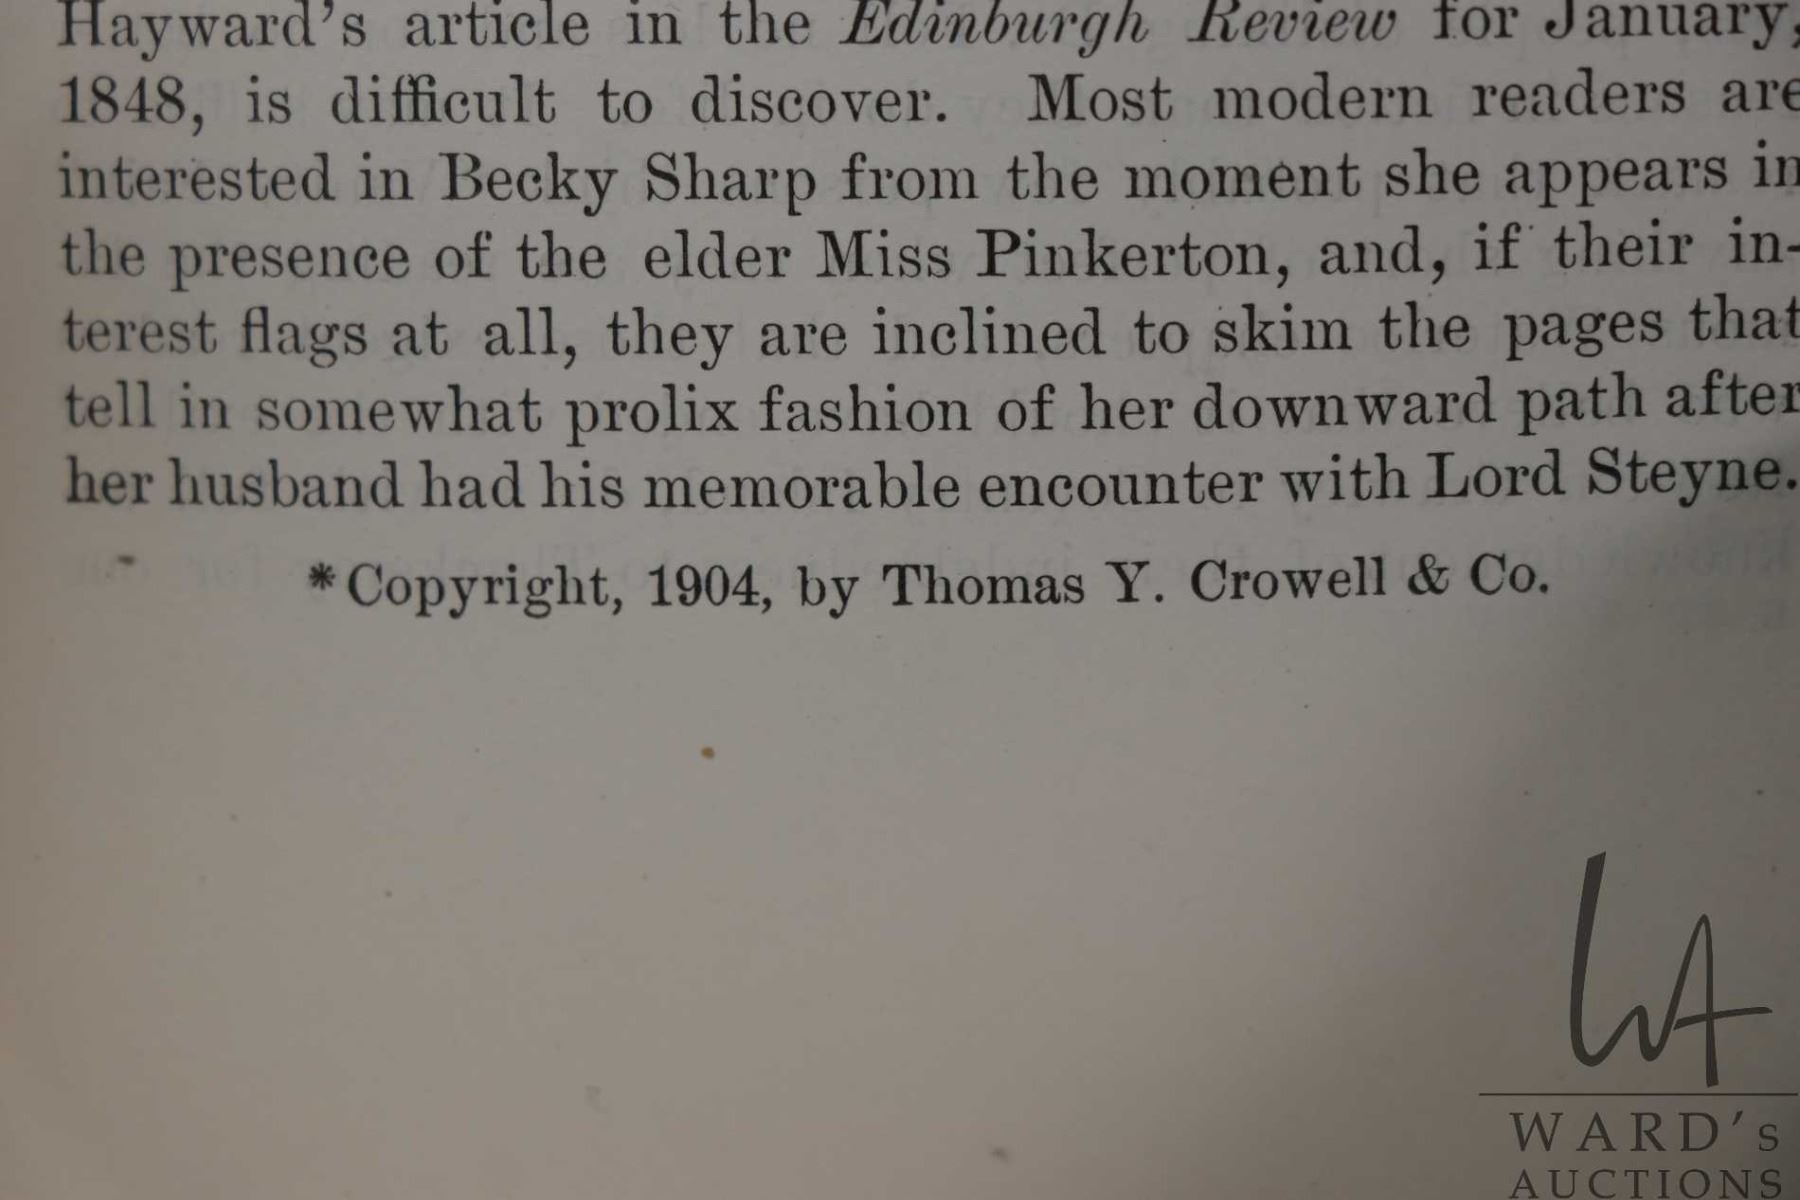 Hayward's article in the Edinburgh Review for January,
1848, is difficult to discover. Most modern readers are
interested in Becky Sharp from the moment she appears in
the presence of the elder Miss Pinkerton, and, if their in-
terest flags at all, they are inclined to skim the pages that
tell in somewhat prolix fashion of her downward path after
her husband had his memorable encounter with Lord Steyne.
*Copyright, 1904, by Thomas Y. Crowell & Co.
WA
WARD's
AUCTIONS